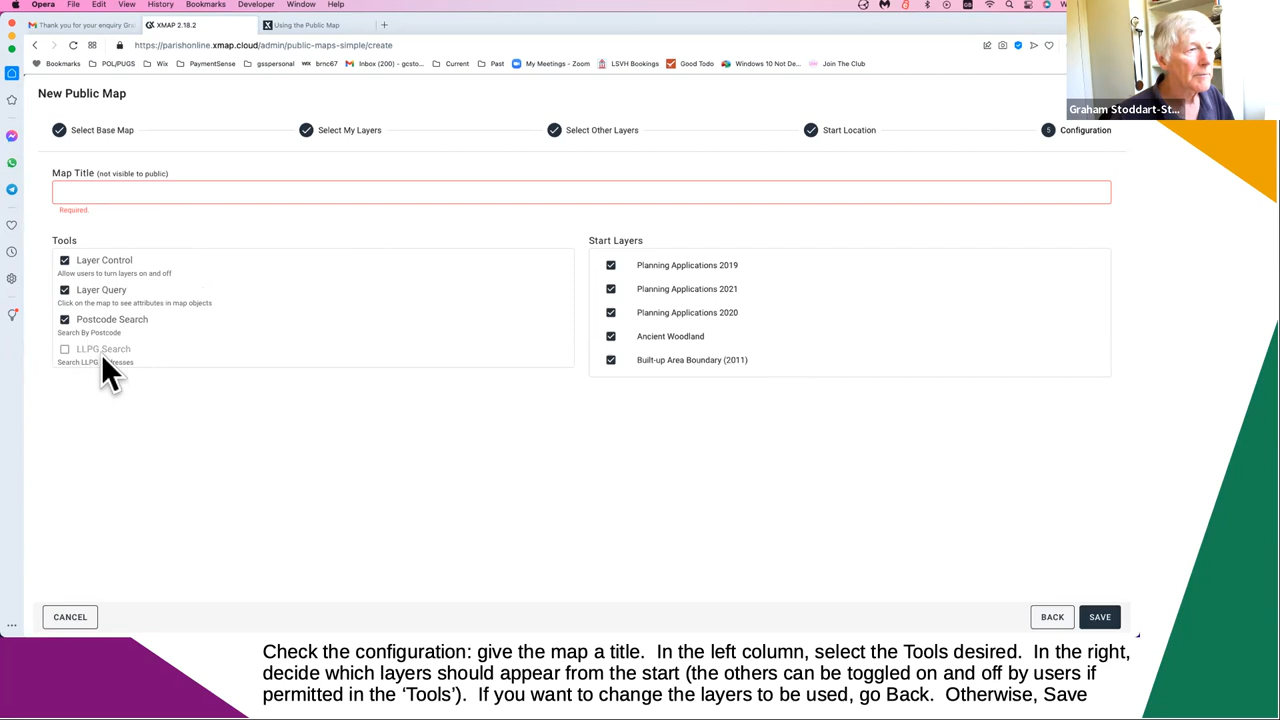 Opera File Edit View History Bookmarks Developer Window Help
Thank you for your enquiry Gra
XMAP 2.18.2
Using the Public Map
https://parishonline.xmap.cloud/admin/public-maps-simple/create
Bookmarks POL/PUGS Wix PaymentSense gsspersonal brnc67 Inbox (220) - gcsto... Current Past My Meetings - Zoom LSVH Bookings Good Todo Windows 10 Not De... Join The Club
Graham Stoddart-St...
New Public Map
Select Base Map Select My Layers Select Other Layers Start Location 5 Configuration
Map Title (not visible to public)
Required.
Tools
Layer Control
Allow users to turn layers on and off
Layer Query
Click on the map to see attributes in map objects
Postcode Search
Search By Postcode
LLPG Search
Search LLPG
Start Layers
Planning Applications 2019
Planning Applications 2021
Planning Applications 2020
Ancient Woodland
Built-up Area Boundary (2011)
CANCEL BACK SAVE
Check the configuration: give the map a title. In the left column, select the Tools desired. In the right,
decide which layers should appear from the start (the others can be toggled on and off by users if
permitted in the ‘Tools’). If you want to change the layers to be used, go Back. Otherwise, Save